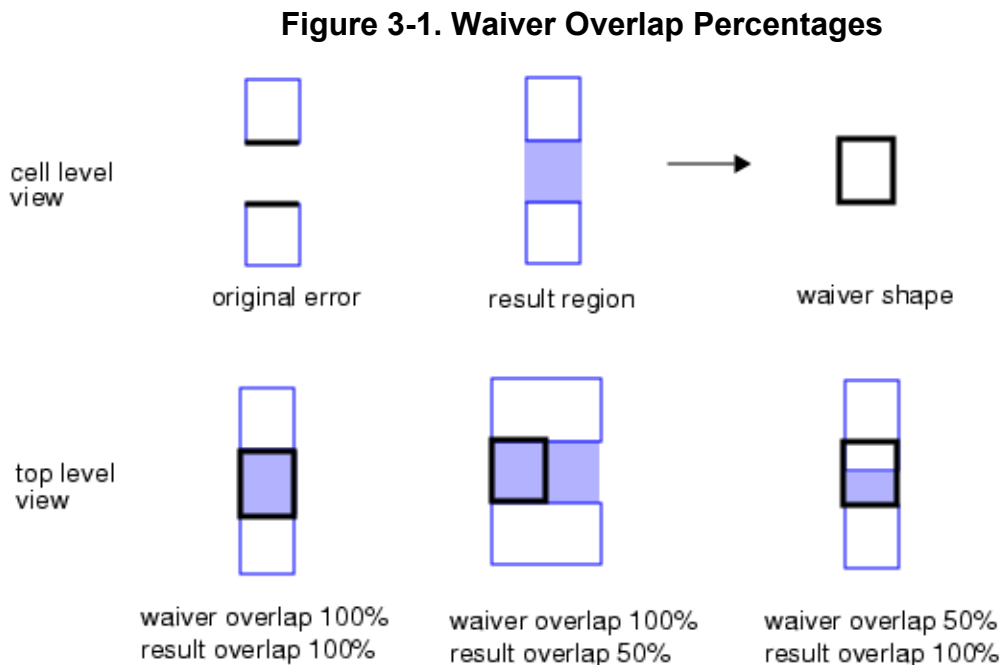 Figure 3-1. Waiver Overlap Percentages
cell level
view
original error
result region
waiver shape
top level
view
waiver overlap 100%
result overlap 100%
waiver overlap 100%
result overlap 50%
waiver overlap 50%
result overlap 100%